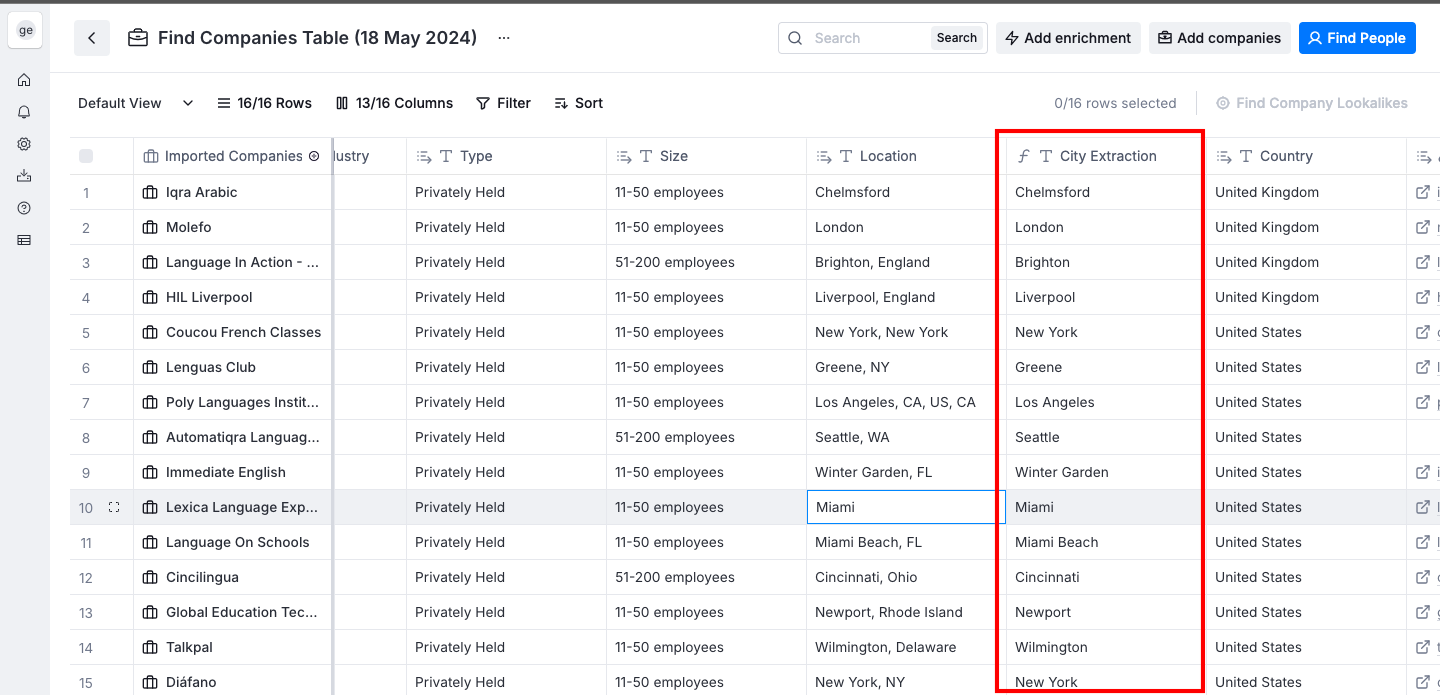 ge
Find Companies Table (18 May 2024) ...
Search Search
Add enrichment
Add companies
Find People
Default View 16/16 Rows 13/16 Columns Filter Sort
0/16 rows selected Find Company Lookalikes
Imported Companies ustry Type Size Location City Extraction Country
1 Iqra Arabic Privately Held 11-50 employees Chelmsford Chelmsford United Kingdom
2 Molefo Privately Held 11-50 employees London London United Kingdom
3 Language In Action - ... Privately Held 51-200 employees Brighton, England Brighton United Kingdom
4 HIL Liverpool Privately Held 11-50 employees Liverpool, England Liverpool United Kingdom
5 Coucou French Classes Privately Held 11-50 employees New York, New York New York United States
6 Lenguas Club Privately Held 11-50 employees Greene, NY Greene United States
7 Poly Languages Instit... Privately Held 11-50 employees Los Angeles, CA, US, CA Los Angeles United States
8 Automatiqra Languag... Privately Held 51-200 employees Seattle, WA Seattle United States
9 Immediate English Privately Held 11-50 employees Winter Garden, FL Winter Garden United States
10 Lexica Language Exp... Privately Held 11-50 employees Miami Miami United States
11 Language On Schools Privately Held 11-50 employees Miami Beach, FL Miami Beach United States
12 Cincilingua Privately Held 51-200 employees Cincinnati, Ohio Cincinnati United States
13 Global Education Tec... Privately Held 11-50 employees Newport, Rhode Island Newport United States
14 Talkpal Privately Held 11-50 employees Wilmington, Delaware Wilmington United States
15 Diáfano Privately Held 11-50 employees New York, NY New York United States